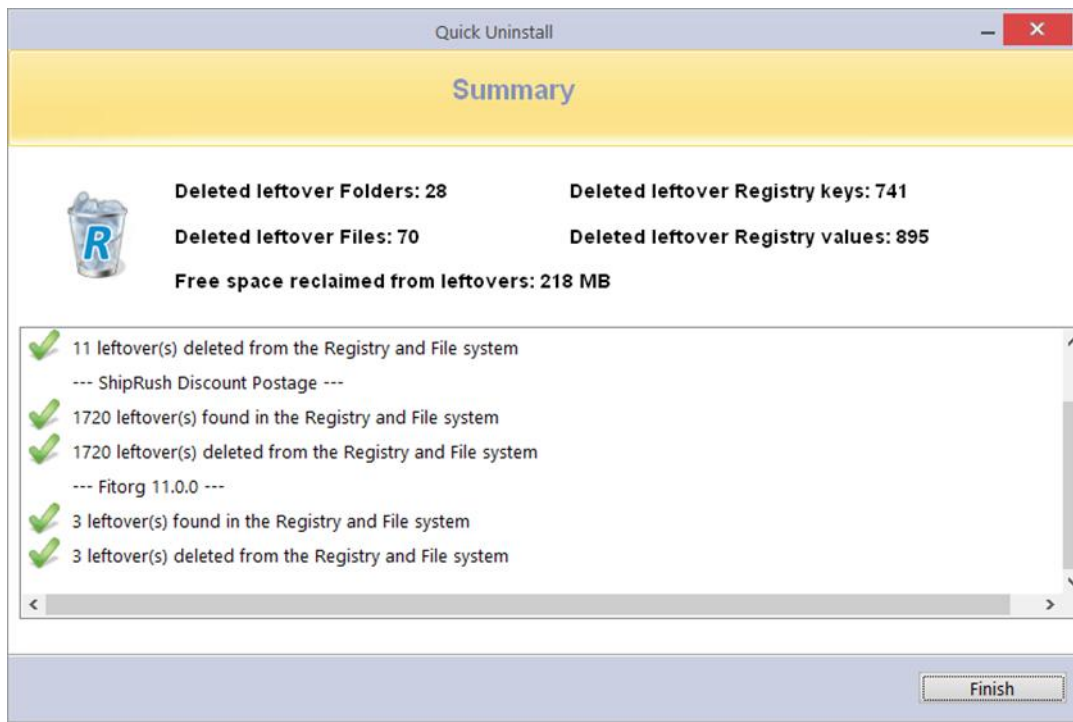 Quick Uninstall
Summary
Deleted leftover Folders: 28
Deleted leftover Registry keys: 741
Deleted leftover Files: 70
Deleted leftover Registry values: 895
Free space reclaimed from leftovers: 218 MB
R
11 leftover(s) deleted from the Registry and File system
--- ShipRush Discount Postage ---
1720 leftover(s) found in the Registry and File system
1720 leftover(s) deleted from the Registry and File system
--- Fitorg 11.0.0 ---
3 leftover(s) found in the Registry and File system
3 leftover(s) deleted from the Registry and File system
Finish